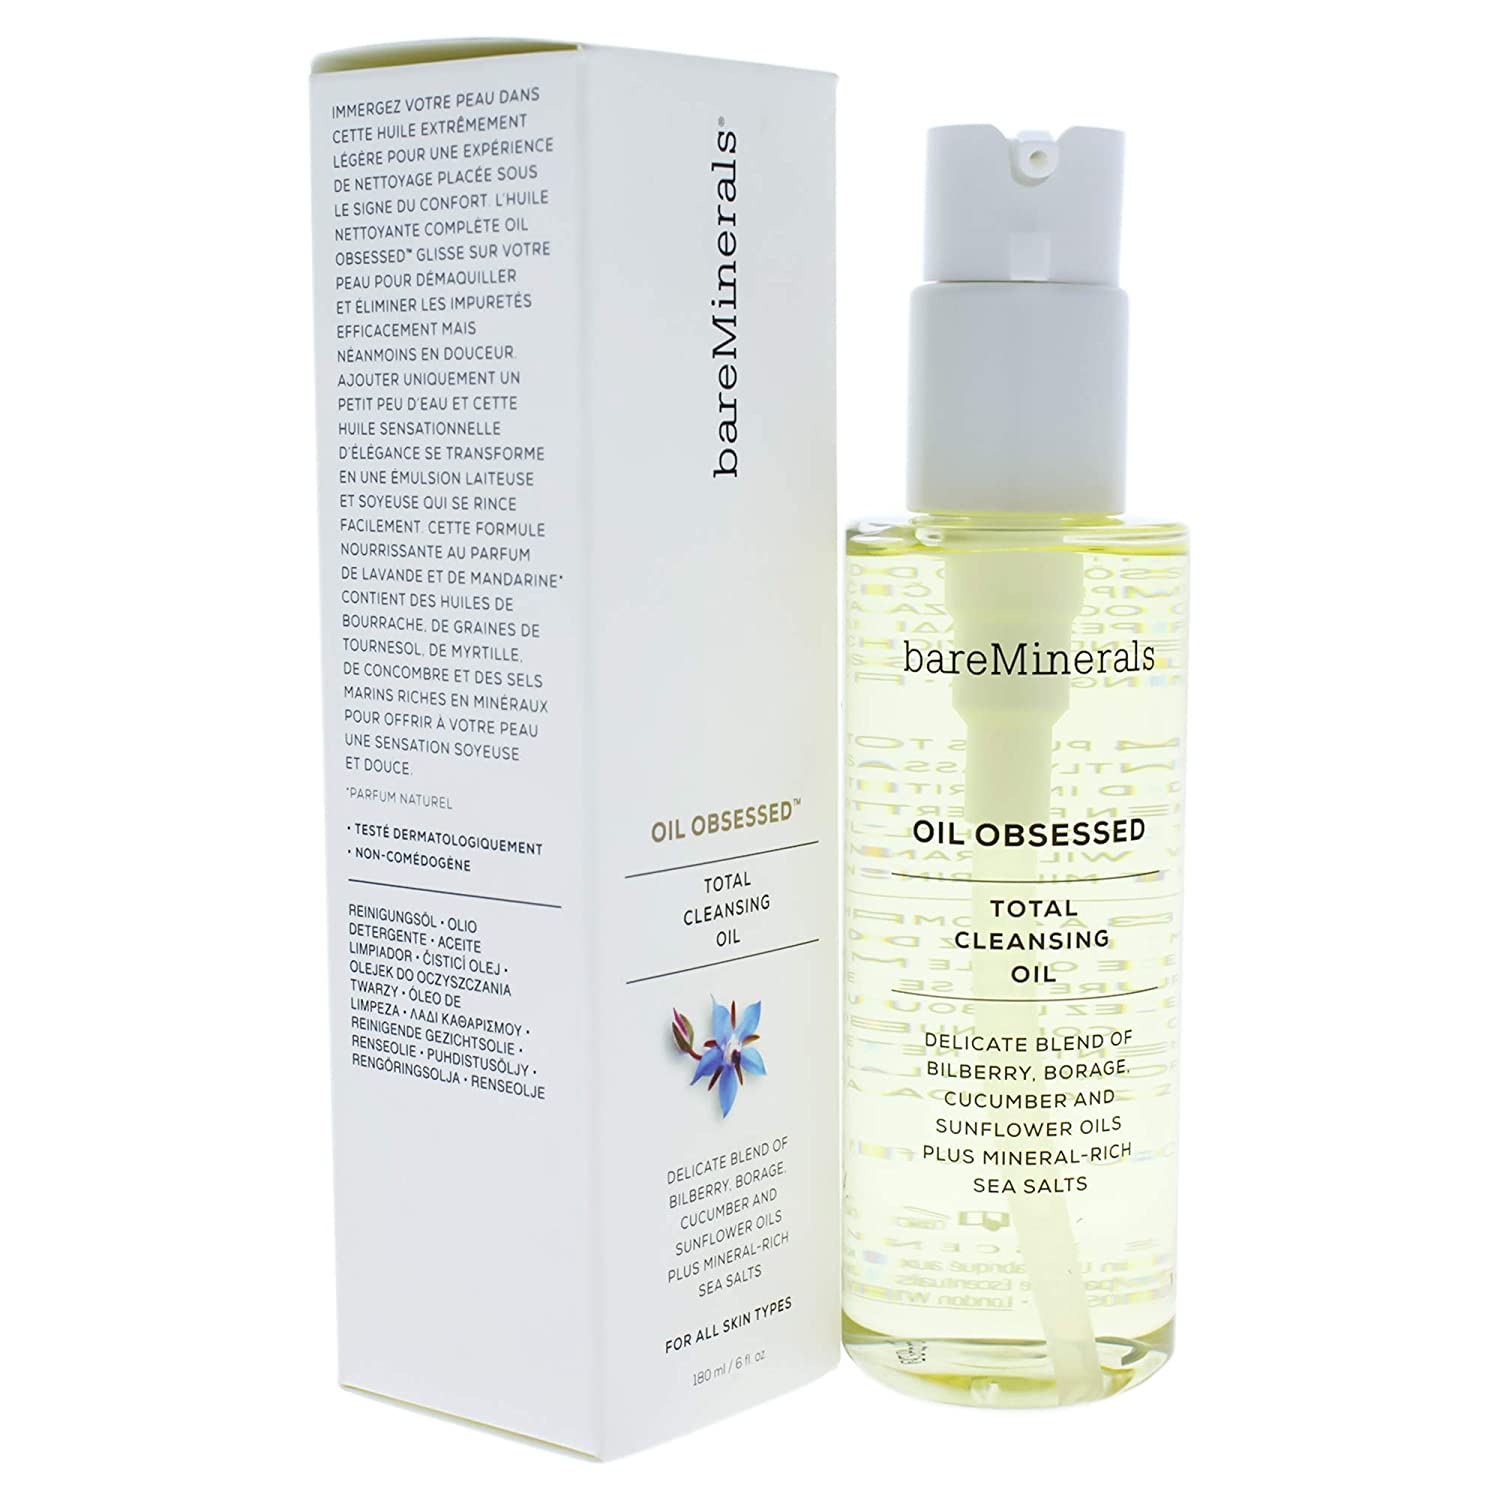 IMMERGEZ VOTRE PEAU DANS
CETTE HUILE EXTRÊMEMENT
LÉGÈRE POUR UNE EXPÉRIENCE
DE NETTOYAGE PLACÉE SOUS
LE SIGNE DU CONFORT. L'HUILE
NETTOYANTE COMPLÈTE OIL
OBSESSED™ GLISSE SUR VOTRE
PEAU POUR DÉMAQUILLER
ET ÉLIMINER LES IMPURETÉS
EFFICACEMENT MAIS
NÉANMOINS EN DOUCEUR.
AJOUTER UNIQUEMENT UN
PETIT PEU D'EAU ET CETTE
HUILE SENSATIONNELLE
D'ÉLÉGANCE SE TRANSFORME
EN UNE ÉMULSION LAITEUSE
ET SOYEUSE QUI SE RINCE
FACILEMENT. CETTE FORMULE
NOURRISSANTE AU PARFUM
DE LAVANDE ET DE MANDARINE*
CONTIENT DES HUILES DE
BOURRACHE, DE GRAINES DE
TOURNESOL, DE MYRTILLE,
DE CONCOMBRE ET DES SELS
MARINS RICHES EN MINÉRAUX
POUR OFFRIR À VOTRE PEAU
UNE SENSATION SOYEUSE
ET DOUCE.
*PARFUM NATUREL
• TESTÉ DERMATOLOGIQUEMENT
• NON-COMÉDOGÈNE
REINIGUNGSÖL • OLIO
DETERGENTE • ACEITE
LIMPIADOR • ČISTICÍ OLEJ •
OLEJEK DO OCZYSZCZANIA
TWARZY • ÓLEO DE
LIMPEZA • ΛΑΔΙ ΚΑΘΑΡΙΣΜΟΥ •
REINIGENDE GEZICHTSOLIE •
RENSEOLIE • PUHDISTUSÖLJY •
RENGÖRINGSOLJA • RENSEOLJE
bareMinerals®
OIL OBSESSED™
TOTAL
CLEANSING
OIL
DELICATE BLEND OF
BILBERRY, BORAGE,
CUCUMBER AND
SUNFLOWER OILS
PLUS MINERAL-RICH
SEA SALTS
FOR ALL SKIN TYPES
180 ml / 6 fl. oz
bareMinerals
OIL OBSESSED
TOTAL
CLEANSING
OIL
DELICATE BLEND OF
BILBERRY, BORAGE,
CUCUMBER AND
SUNFLOWER OILS
PLUS MINERAL-RICH
SEA SALTS